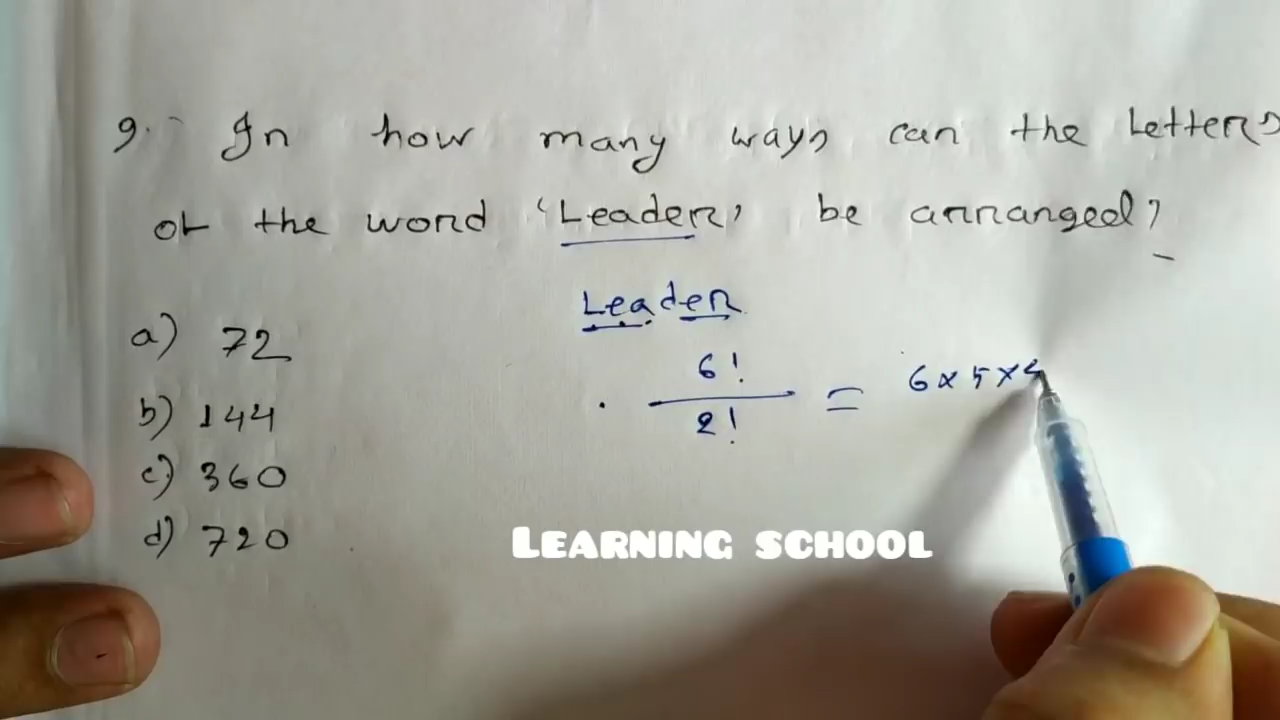 9. In how many ways can the Letters
of the word 'Leader' be arranged?
Leader
a) 72
b) 144
c) 360
d) 720
6!
2!
= 6 × 5 × 4
LEARNING SCHOOL